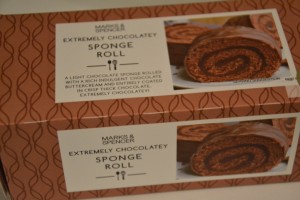 MARKS &
SPENCER
EXTREMELY CHOCOLATEY
SPONGE
ROLL
A LIGHT CHOCOLATE SPONGE ROLLED
WITH A RICH INDULGENT CHOCOLATE
BUTTERCREAM AND ENTIRELY COATED
IN CRISP THICK CHOCOLATE,
EXTREMELY CHOCOLATEY!
MARKS &
SPENCER
EXTREMELY CHOCOLATEY
SPONGE
ROLL